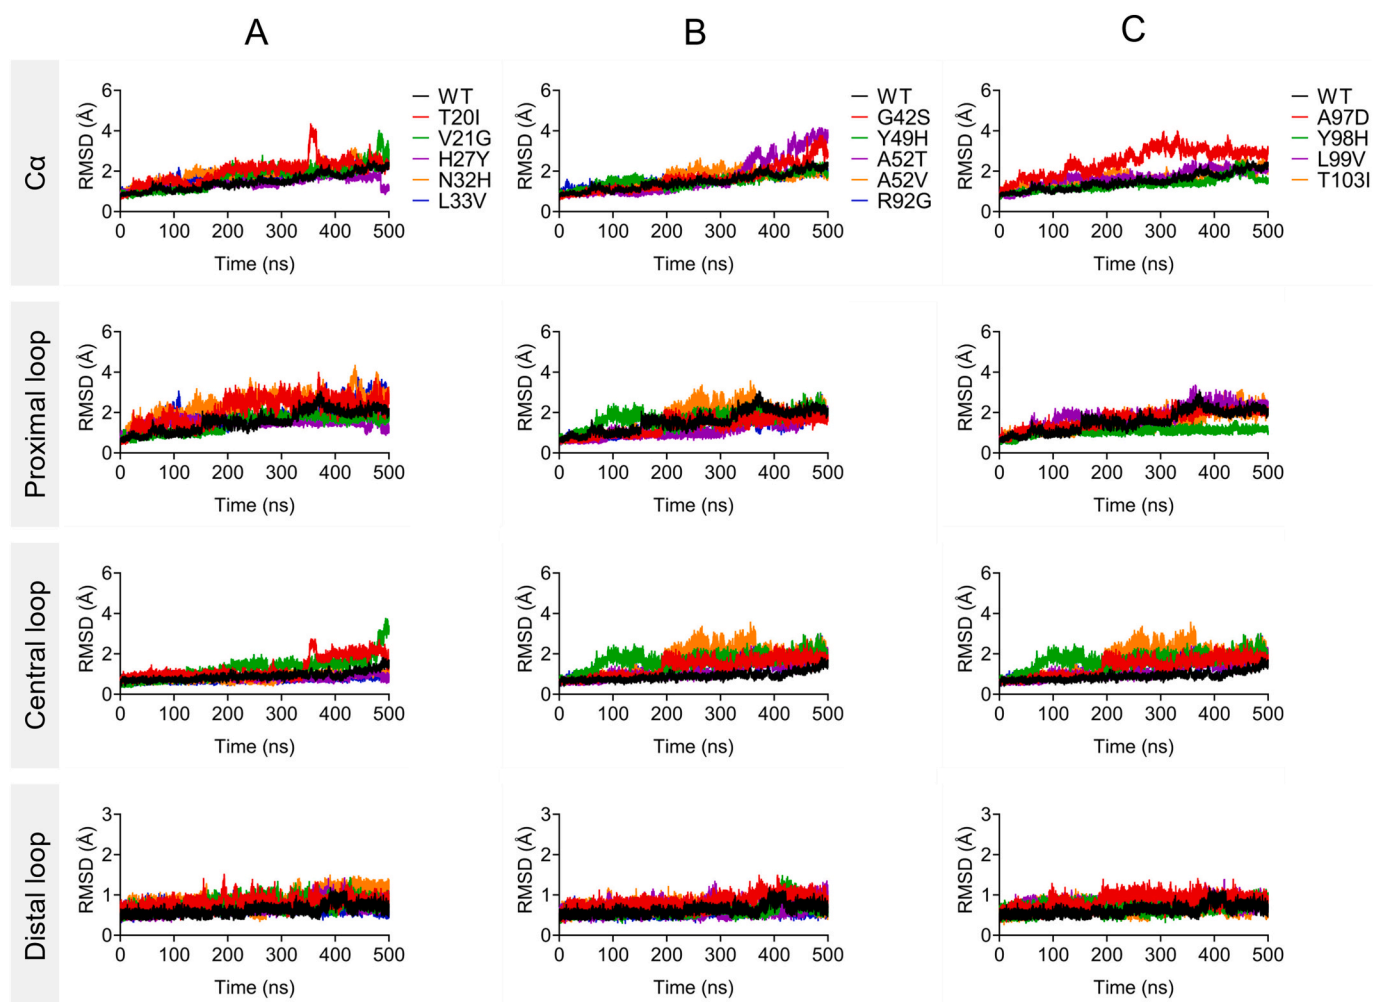 A
B
C
Cα
RMSD (Å)
6
4
2
0
0 100 200 300 400 500
Time (ns)
WT
T20I
V21G
H27Y
N32H
L33V
RMSD (Å)
6
4
2
0
0 100 200 300 400 500
Time (ns)
WT
G42S
Y49H
A52T
A52V
R92G
RMSD (Å)
6
4
2
0
0 100 200 300 400 500
Time (ns)
WT
A97D
Y98H
L99V
T103I
Proximal loop
RMSD (Å)
6
4
2
0
0 100 200 300 400 500
Time (ns)
RMSD (Å)
6
4
2
0
0 100 200 300 400 500
Time (ns)
RMSD (Å)
6
4
2
0
0 100 200 300 400 500
Time (ns)
Central loop
RMSD (Å)
6
4
2
0
0 100 200 300 400 500
Time (ns)
RMSD (Å)
6
4
2
0
0 100 200 300 400 500
Time (ns)
RMSD (Å)
6
4
2
0
0 100 200 300 400 500
Time (ns)
Distal loop
RMSD (Å)
3
2
1
0
0 100 200 300 400 500
Time (ns)
RMSD (Å)
3
2
1
0
0 100 200 300 400 500
Time (ns)
RMSD (Å)
3
2
1
0
0 100 200 300 400 500
Time (ns)